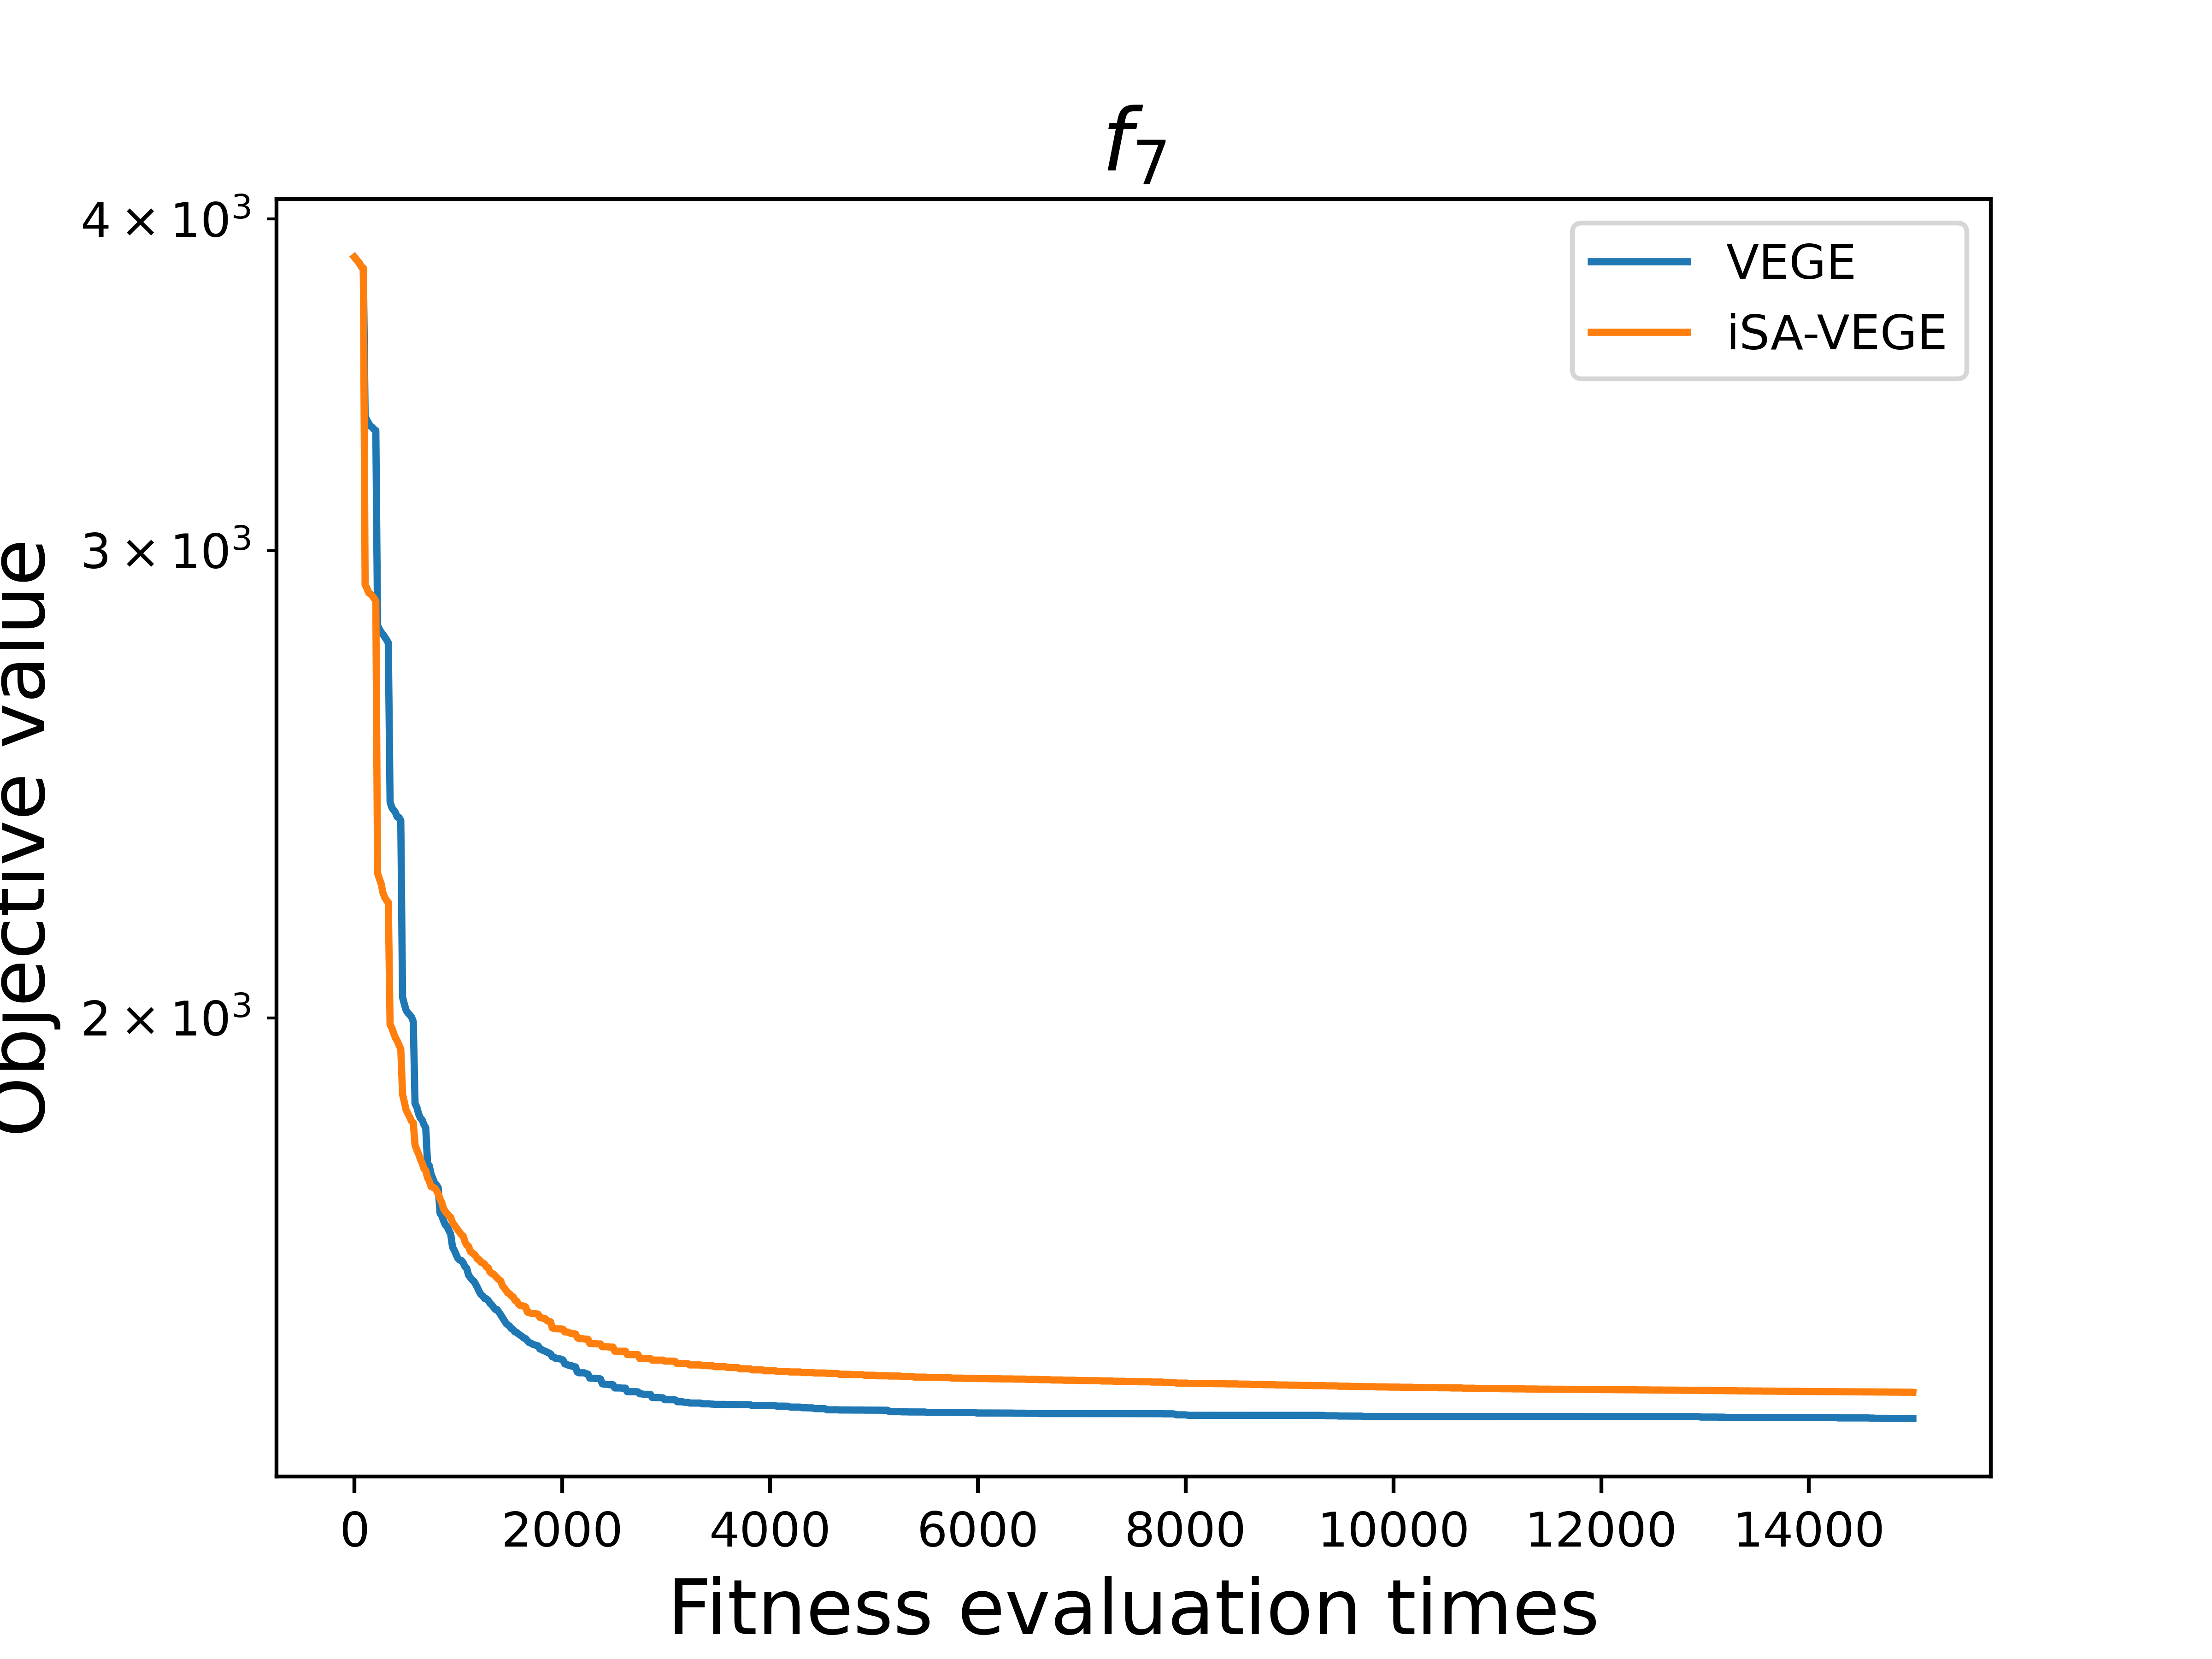 f₇
4 × 10³
3 × 10³
2 × 10³
Objective value
VEGE
iSA-VEGE
0 2000 4000 6000 8000 10000 12000 14000
Fitness evaluation times